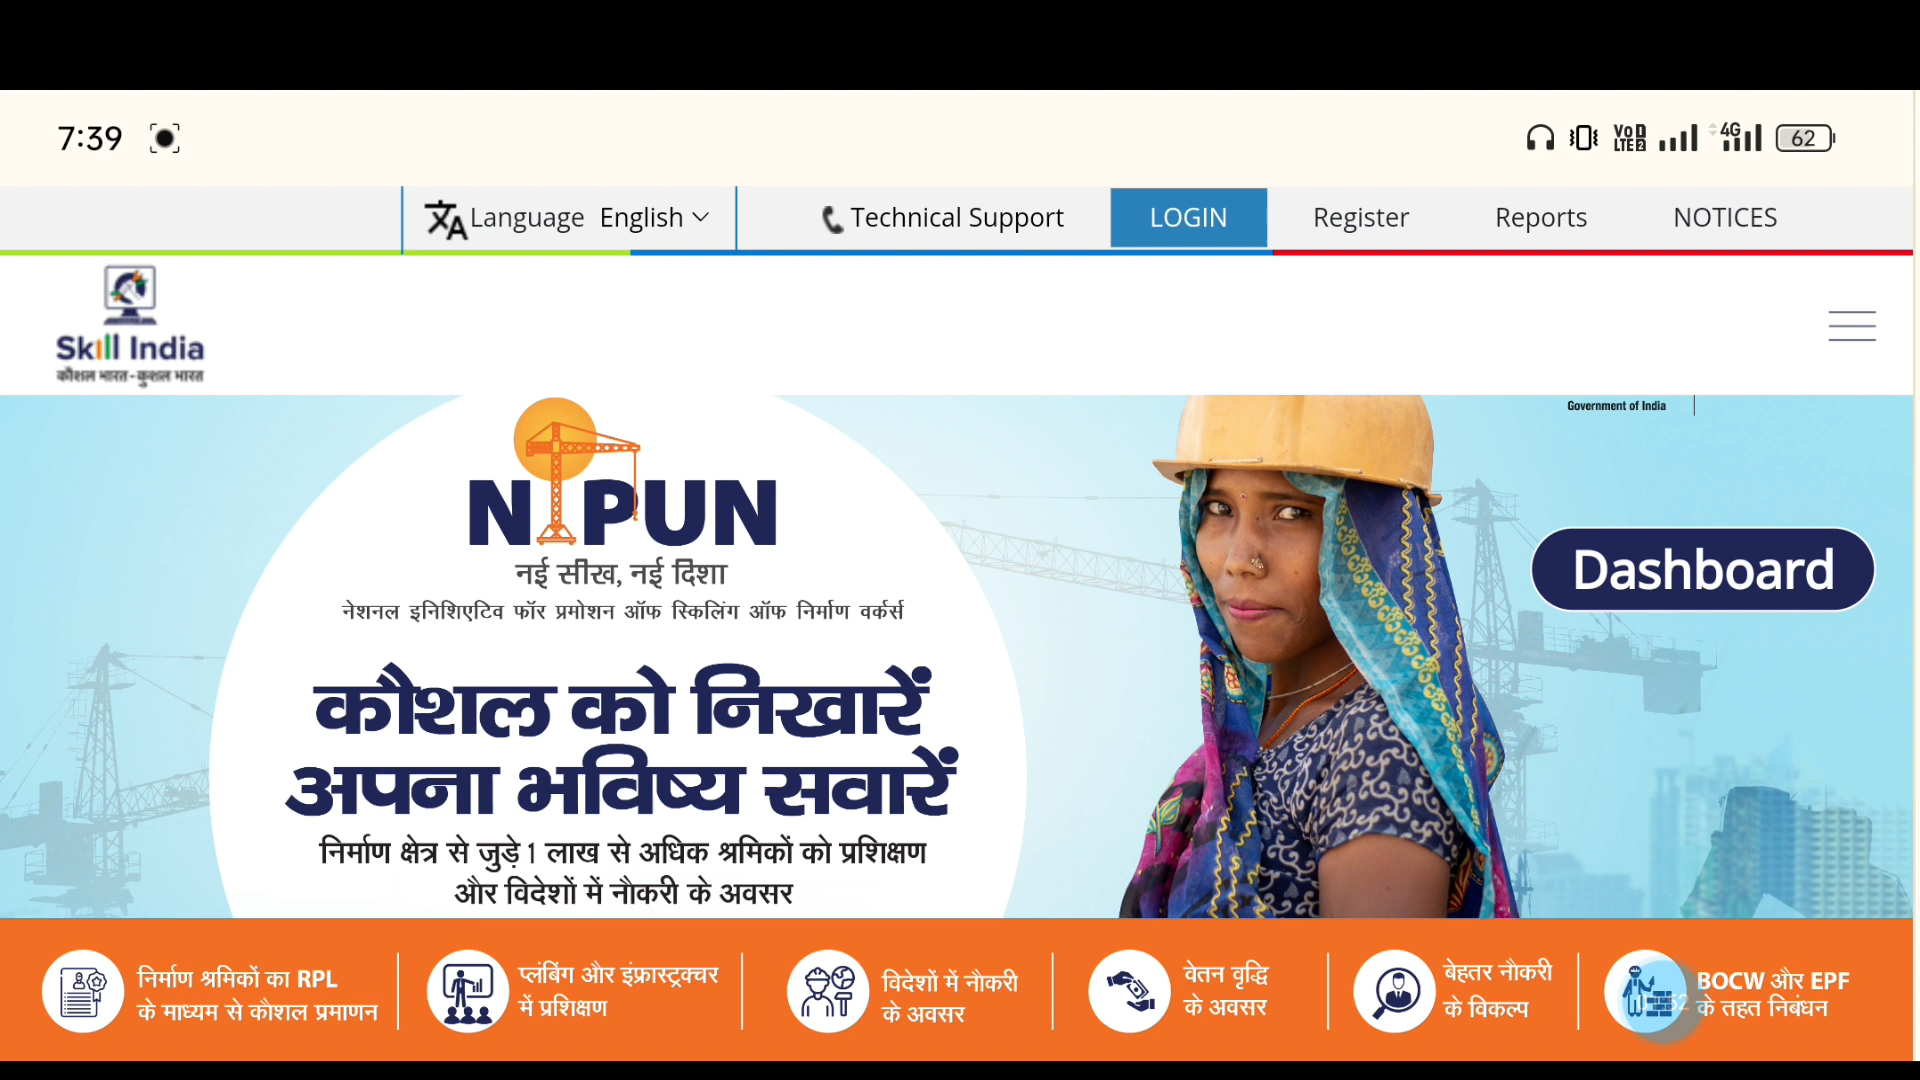 7:39
VoD LTE2 4G 62
Language English Technical Support LOGIN Register Reports NOTICES
Skill India
कौशल भारत-कुशल भारत
Government of India
NIPUN
नई सीख, नई दिशा
नेशनल इनिशिएटिव फॉर प्रमोशन ऑफ स्किलिंग ऑफ निर्माण वर्कर्स
Dashboard
कौशल को निखारें
अपना भविष्य सवारें
निर्माण क्षेत्र से जुड़े 1 लाख से अधिक श्रमिकों को प्रशिक्षण
और विदेशों में नौकरी के अवसर
निर्माण श्रमिकों का RPL
के माध्यम से कौशल प्रमाणन
प्लंबिंग और इंफ्रास्ट्रक्चर
में प्रशिक्षण
विदेशों में नौकरी
के अवसर
वेतन वृद्धि
के अवसर
बेहतर नौकरी
के विकल्प
BOCW और EPF
के तहत निबंधन